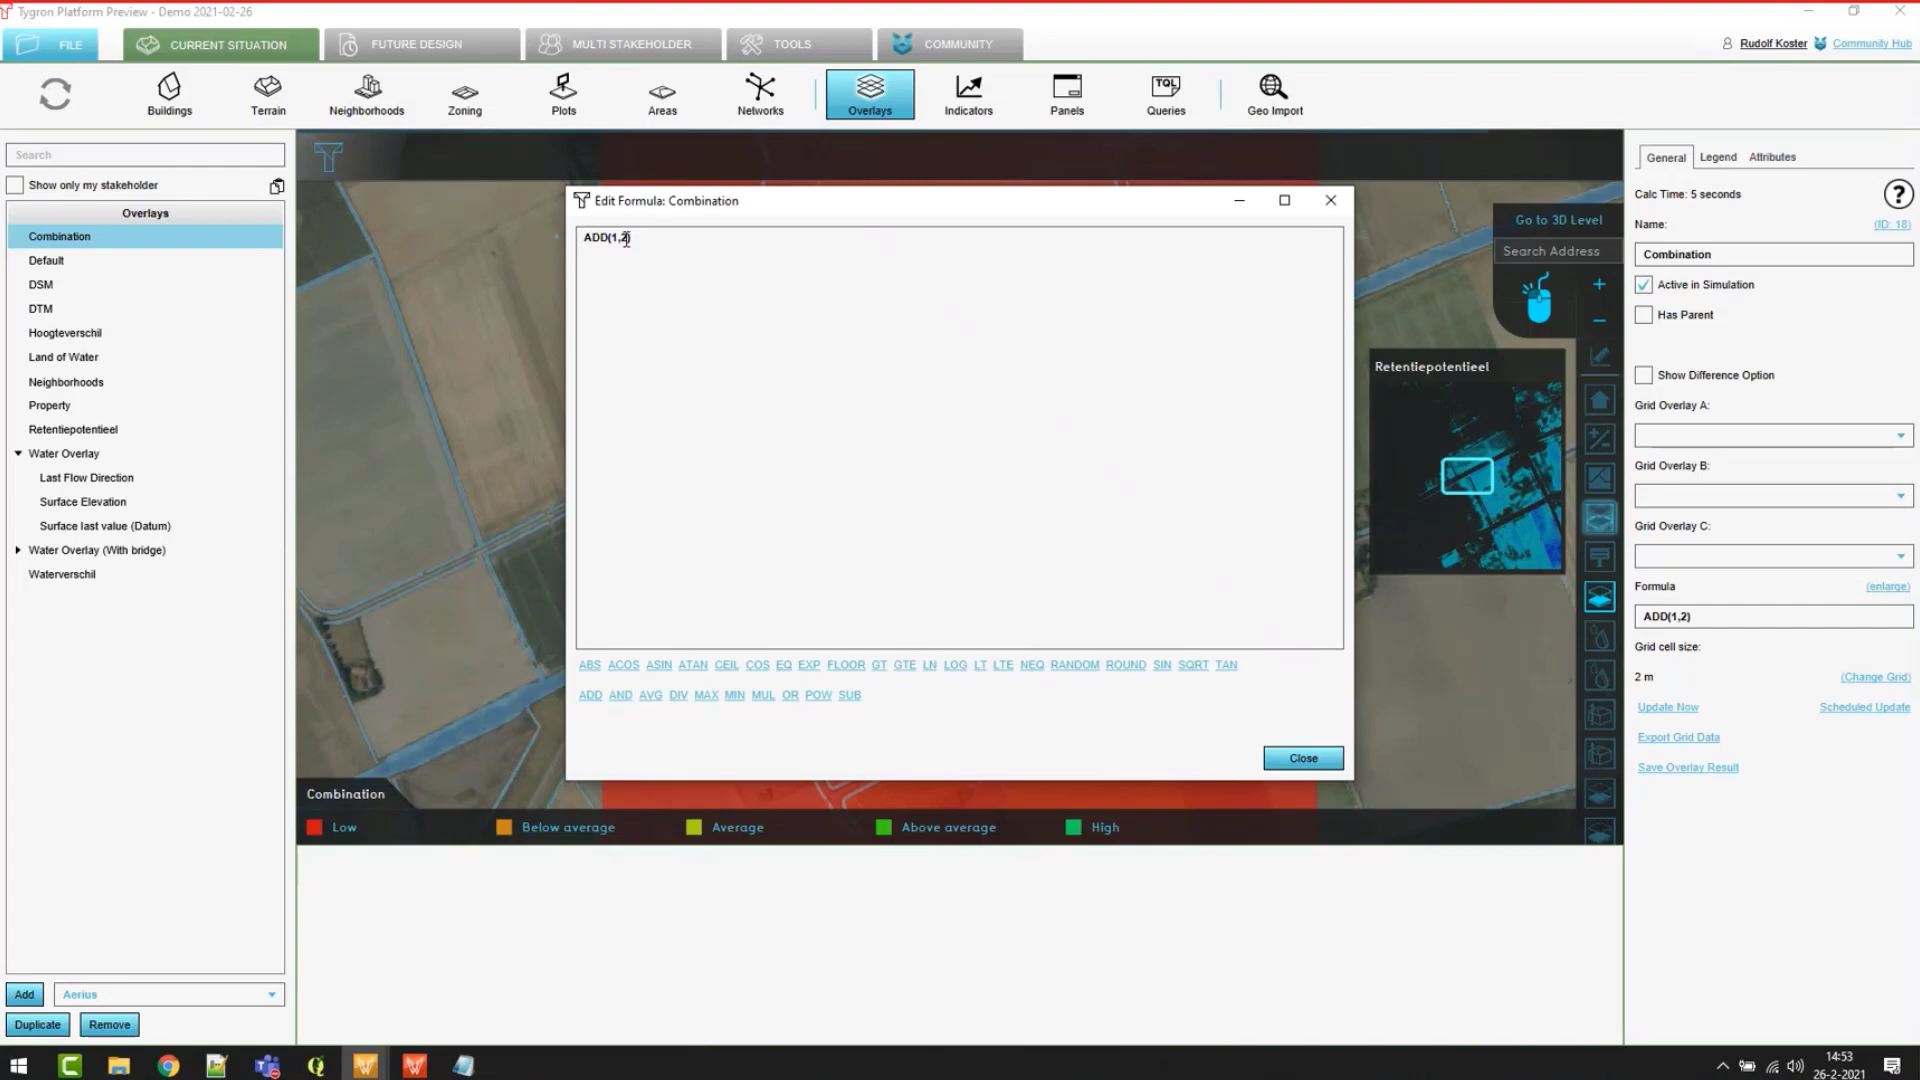 Tygron Platform Preview - Demo 2021-02-26
FILE
CURRENT SITUATION
FUTURE DESIGN
MULTI STAKEHOLDER
TOOLS
COMMUNITY
Rudolf Koster
Community Hub
Buildings
Terrain
Neighborhoods
Zoning
Plots
Areas
Networks
Overlays
Indicators
Panels
TQL
Queries
Geo Import
Search
Show only my stakeholder
Overlays
Combination
Default
DSM
DTM
Hoogteverschil
Land of Water
Neighborhoods
Property
Retentiepotentieel
Water Overlay
Last Flow Direction
Surface Elevation
Surface last value (Datum)
Water Overlay (With bridge)
Waterverschil
Add
Aerius
Duplicate
Remove
Edit Formula: Combination
ADD(1,2)
ABS ACOS ASIN ATAN CEIL COS EQ EXP FLOOR GT GTE LN LOG LT LTE NEQ RANDOM ROUND SIN SQRT TAN
ADD AND AVG DIV MAX MIN MUL OR POW SUB
Close
Go to 3D Level
Search Address
Retentiepotentieel
Combination
Low
Below average
Average
Above average
High
General
Legend
Attributes
Calc Time: 5 seconds
?
Name:
(ID: 18)
Combination
Active in Simulation
Has Parent
Show Difference Option
Grid Overlay A:
Grid Overlay B:
Grid Overlay C:
Formula
(enlarge)
ADD(1,2)
Grid cell size:
2 m
(Change Grid)
Update Now
Scheduled Update
Export Grid Data
Save Overlay Result
14:53
26-2-2021